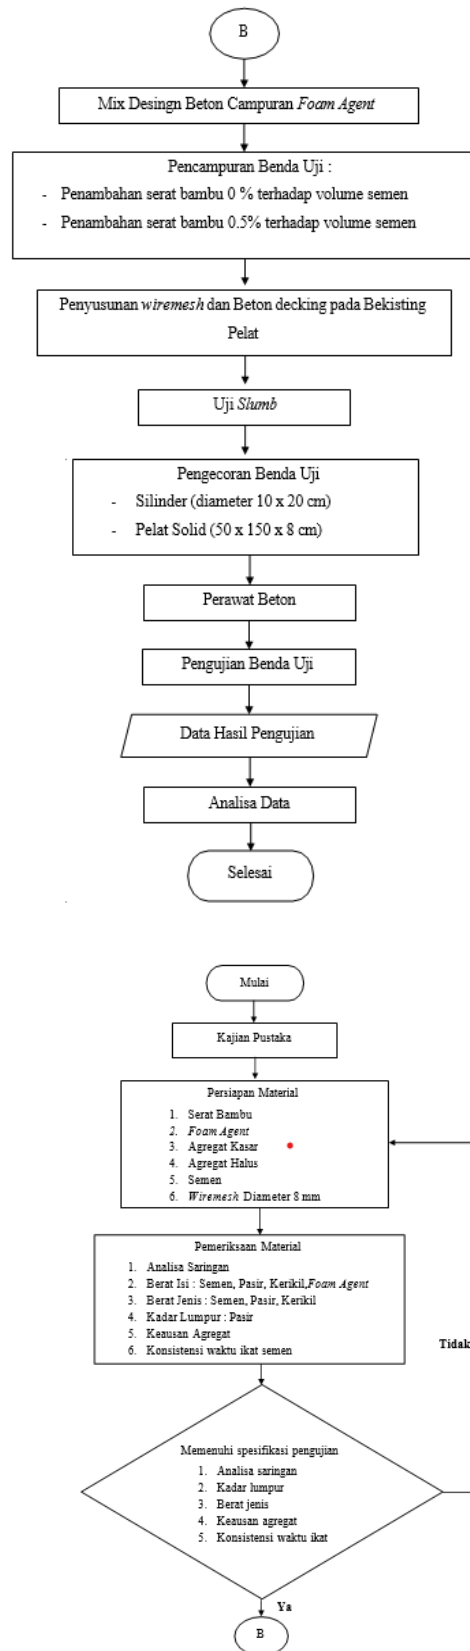 B
Mix Desingn Beton Campuran Foam Agent
Pencampuran Benda Uji :
- Penambahan serat bambu 0 % terhadap volume semen
- Penambahan serat bambu 0.5% terhadap volume semen
Penyusunan wiremesh dan Beton decking pada Bekisting
Pelat
Uji Slumb
Pengecoran Benda Uji
- Silinder (diameter 10 x 20 cm)
- Pelat Solid (50 x 150 x 8 cm)
Perawat Beton
Pengujian Benda Uji
Data Hasil Pengujian
Analisa Data
Selesai
Mulai
Kajian Pustaka
Persiapan Material
1. Serat Bambu
2. Foam Agent
3. Agregat Kasar
4. Agregat Halus
5. Semen
6. Wiremesh Diameter 8 mm
Pemeriksaan Material
1. Analisa Saringan
2. Berat Isi : Semen, Pasir, Kerikil,Foam Agent
3. Berat Jenis : Semen, Pasir, Kerikil
4. Kadar Lumpur : Pasir
5. Keausan Agregat
6. Konsistensi waktu ikat semen
Tidak
Memenuhi spesifikasi pengujian
1. Analisa saringan
2. Kadar lumpur
3. Berat jenis
4. Keausan agregat
5. Konsistensi waktu ikat
Ya
B